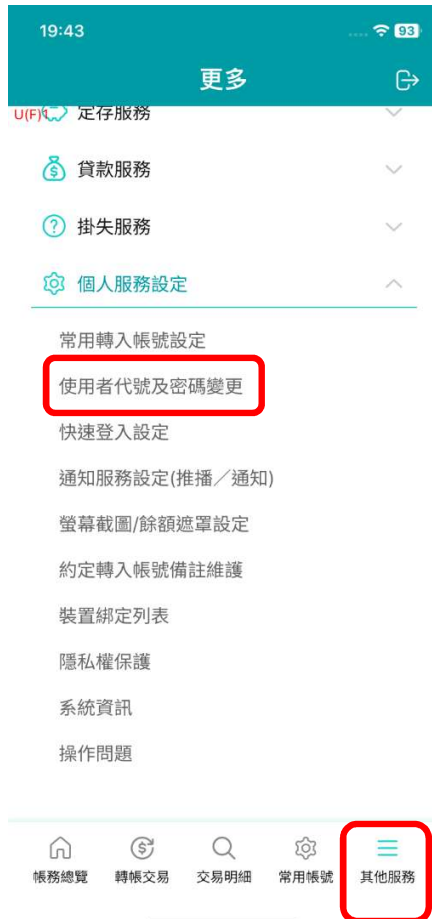 19:43
93
更多
U(F)1
定存服務
貸款服務
掛失服務
個人服務設定
常用轉入帳號設定
使用者代號及密碼變更
快速登入設定
通知服務設定(推播／通知)
螢幕截圖/餘額遮罩設定
約定轉入帳號備註維護
裝置綁定列表
隱私權保護
系統資訊
操作問題
帳務總覽 轉帳交易 交易明細 常用帳號 其他服務